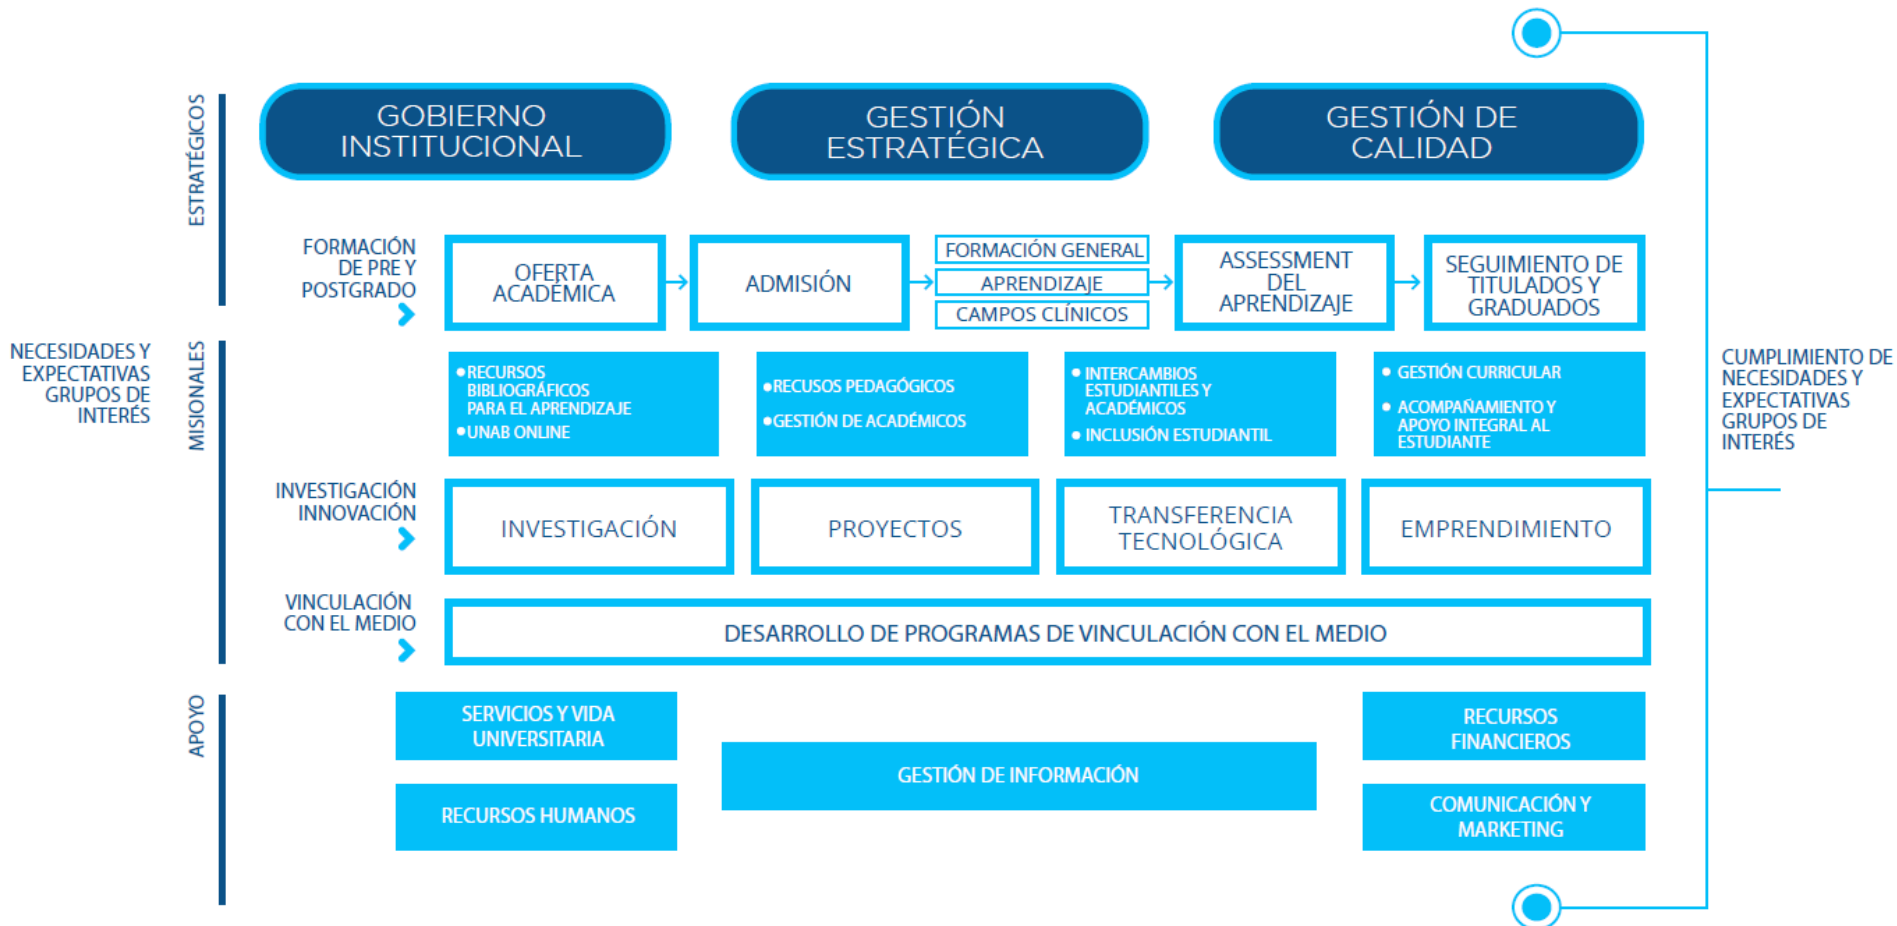 ESTRATÉGICOS
GOBIERNO
INSTITUCIONAL
GESTIÓN
ESTRATÉGICA
GESTIÓN DE
CALIDAD
FORMACIÓN
DE PRE Y
POSTGRADO
OFERTA
ACADÉMICA
ADMISIÓN
FORMACIÓN GENERAL
APRENDIZAJE
CAMPOS CLÍNICOS
ASSESSMENT
DEL
APRENDIZAJE
SEGUIMIENTO DE
TITULADOS Y
GRADUADOS
NECESIDADES Y
EXPECTATIVAS
GRUPOS DE
INTERÉS
MISIONALES
•RECURSOS
BIBLIOGRÁFICOS
PARA EL APRENDIZAJE
•UNAB ONLINE
•RECUSOS PEDAGÓGICOS
•GESTIÓN DE ACADÉMICOS
• INTERCAMBIOS
ESTUDIANTILES Y
ACADÉMICOS
• INCLUSIÓN ESTUDIANTIL
• GESTIÓN CURRICULAR
• ACOMPAÑAMIENTO Y
APOYO INTEGRAL AL
ESTUDIANTE
CUMPLIMIENTO DE
NECESIDADES Y
EXPECTATIVAS
GRUPOS DE
INTERÉS
INVESTIGACIÓN
INNOVACIÓN
INVESTIGACIÓN
PROYECTOS
TRANSFERENCIA
TECNOLÓGICA
EMPRENDIMIENTO
VINCULACIÓN
CON EL MEDIO
DESARROLLO DE PROGRAMAS DE VINCULACIÓN CON EL MEDIO
APOYO
SERVICIOS Y VIDA
UNIVERSITARIA
RECURSOS HUMANOS
GESTIÓN DE INFORMACIÓN
RECURSOS
FINANCIEROS
COMUNICACIÓN Y
MARKETING